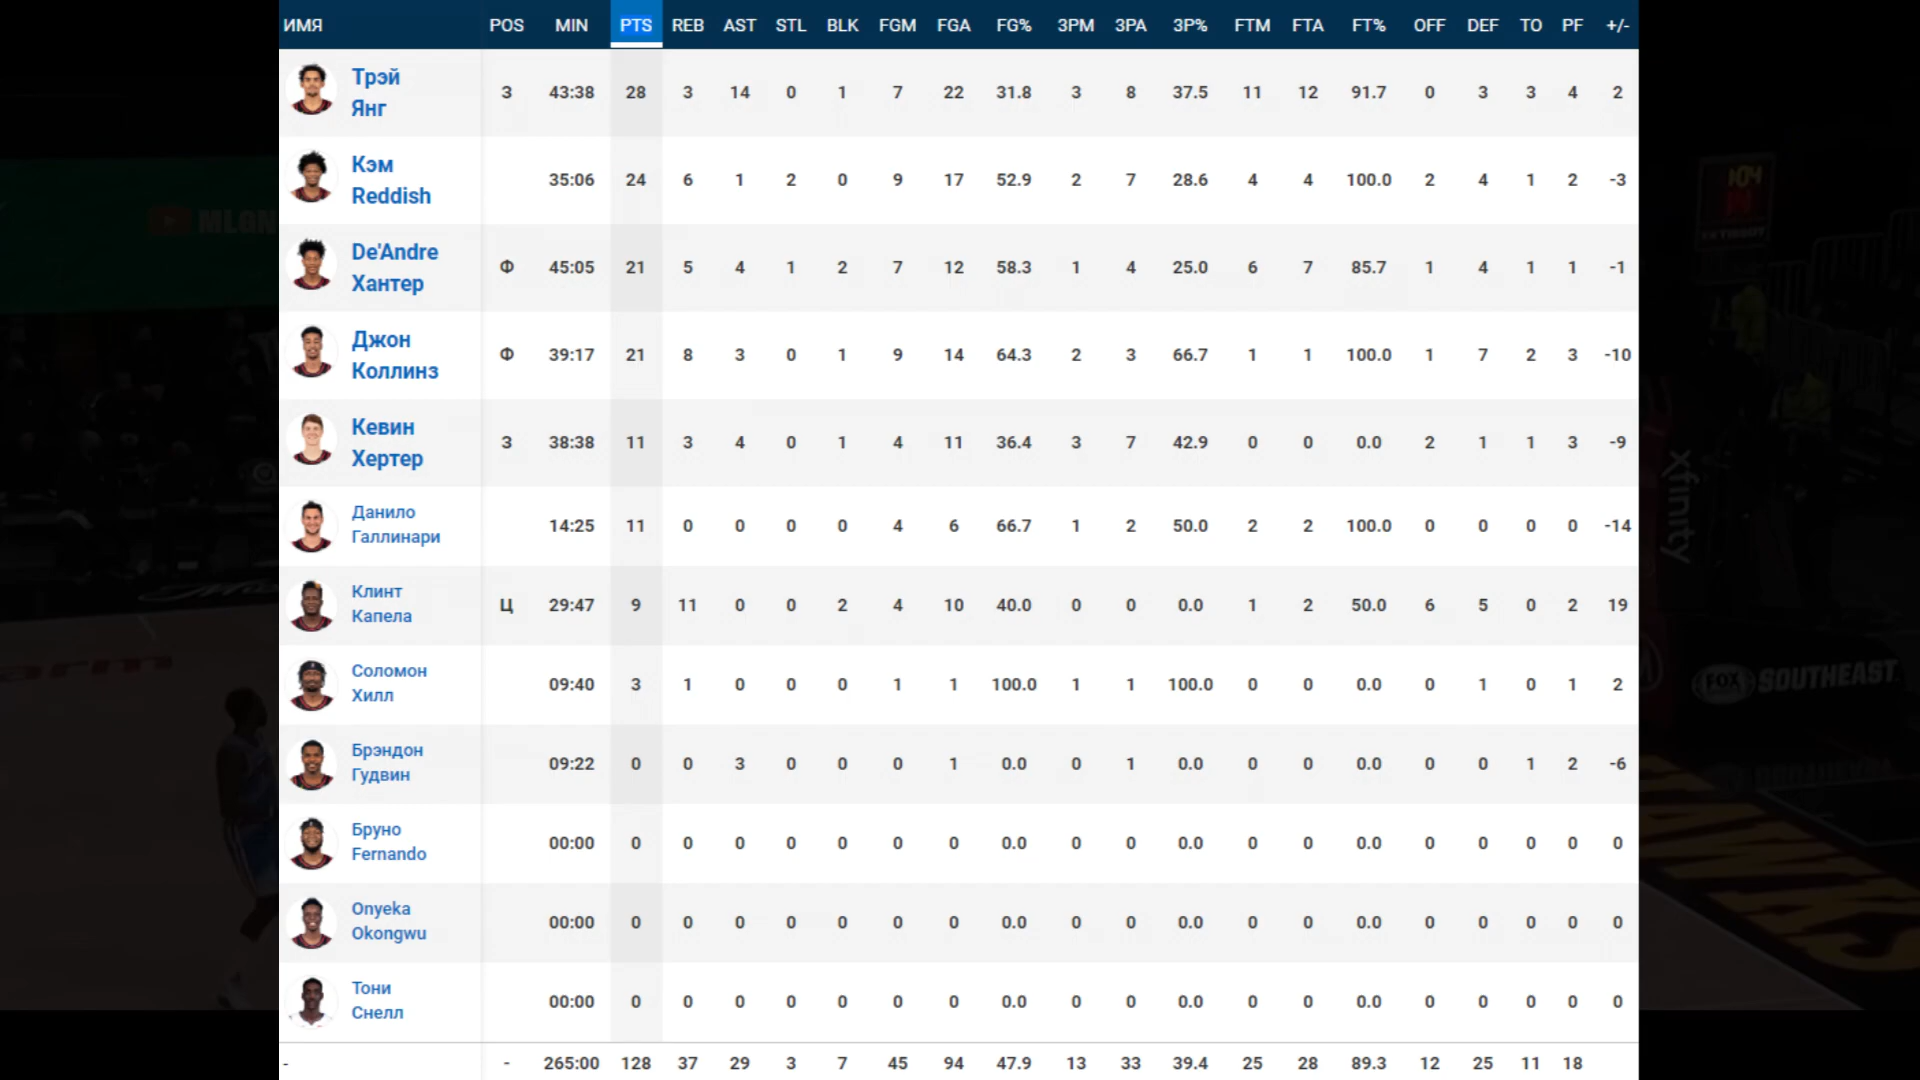 ИМЯ POS MIN PTS REB AST STL BLK FGM FGA FG% 3PM 3PA 3P% FTM FTA FT% OFF DEF TO PF +/-
Трэй
Янг
З 43:38 28 3 14 0 1 7 22 31.8 3 8 37.5 11 12 91.7 0 3 3 4 2
Кэм
Reddish
35:06 24 6 1 2 0 9 17 52.9 2 7 28.6 4 4 100.0 2 4 1 2 -3
De'Andre
Хантер
Ф 45:05 21 5 4 1 2 7 12 58.3 1 4 25.0 6 7 85.7 1 4 1 1 -1
Джон
Коллинз
Ф 39:17 21 8 3 0 1 9 14 64.3 2 3 66.7 1 1 100.0 1 7 2 3 -10
Кевин
Хертер
З 38:38 11 3 4 0 1 4 11 36.4 3 7 42.9 0 0 0.0 2 1 1 3 -9
Данило
Галлинари
14:25 11 0 0 0 0 4 6 66.7 1 2 50.0 2 2 100.0 0 0 0 0 -14
Клинт
Капела
Ц 29:47 9 11 0 0 2 4 10 40.0 0 0 0.0 1 2 50.0 6 5 0 2 19
Соломон
Хилл
09:40 3 1 0 0 0 1 1 100.0 1 1 100.0 0 0 0.0 0 1 0 1 2
Брэндон
Гудвин
09:22 0 0 3 0 0 0 1 0.0 0 1 0.0 0 0 0.0 0 0 1 2 -6
Бруно
Fernando
00:00 0 0 0 0 0 0 0 0.0 0 0 0.0 0 0 0.0 0 0 0 0 0
Onyeka
Okongwu
00:00 0 0 0 0 0 0 0 0.0 0 0 0.0 0 0 0.0 0 0 0 0 0
Тони
Снелл
00:00 0 0 0 0 0 0 0 0.0 0 0 0.0 0 0 0.0 0 0 0 0 0
- - 265:00 128 37 29 3 7 45 94 47.9 13 33 39.4 25 28 89.3 12 25 11 18
MLGN
:04
TISSOT
xfinity
FOX SOUTHEAST